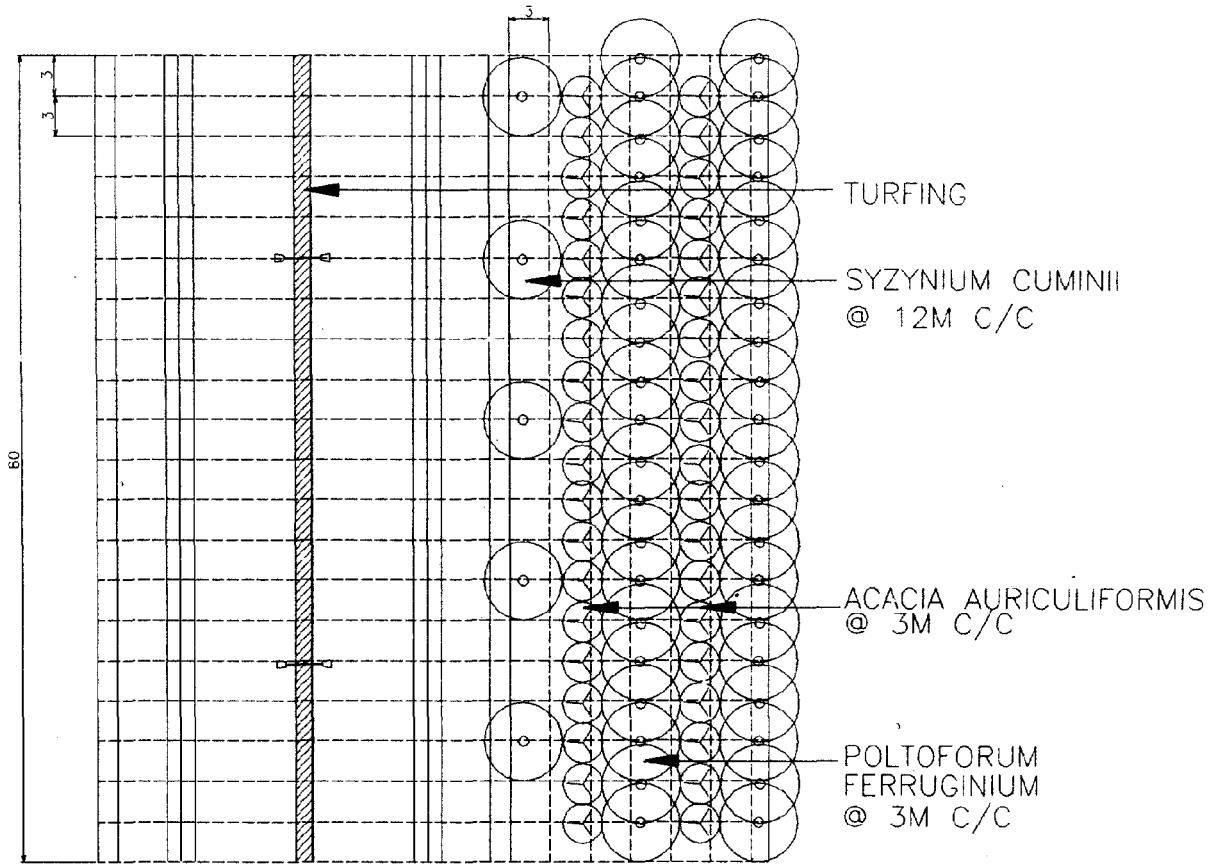 3
3
3
60
TURFING
SYZYNIUM CUMINII
@ 12M C/C
ACACIA AURICULIFORMIS
@ 3M C/C
POLTOFORUM
FERRUGINIUM
@ 3M C/C